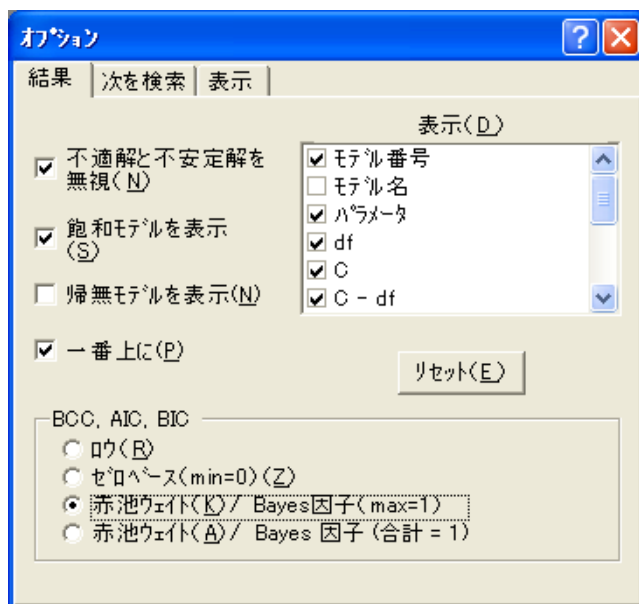 オプション
結果 次を検索 表示
表示(D)
不適解と不安定解を
無視(N)
飽和モデルを表示
(S)
帰無モデルを表示(N)
一番上に(P)
モデル番号
モデル名
パラメータ
df
C
C - df
リセット(E)
BCC, AIC, BIC
ロウ(R)
ゼロベース(min=0)(Z)
赤池ウェイト(K)/ Bayes因子(max=1)
赤池ウェイト(A)/ Bayes 因子 (合計 = 1)